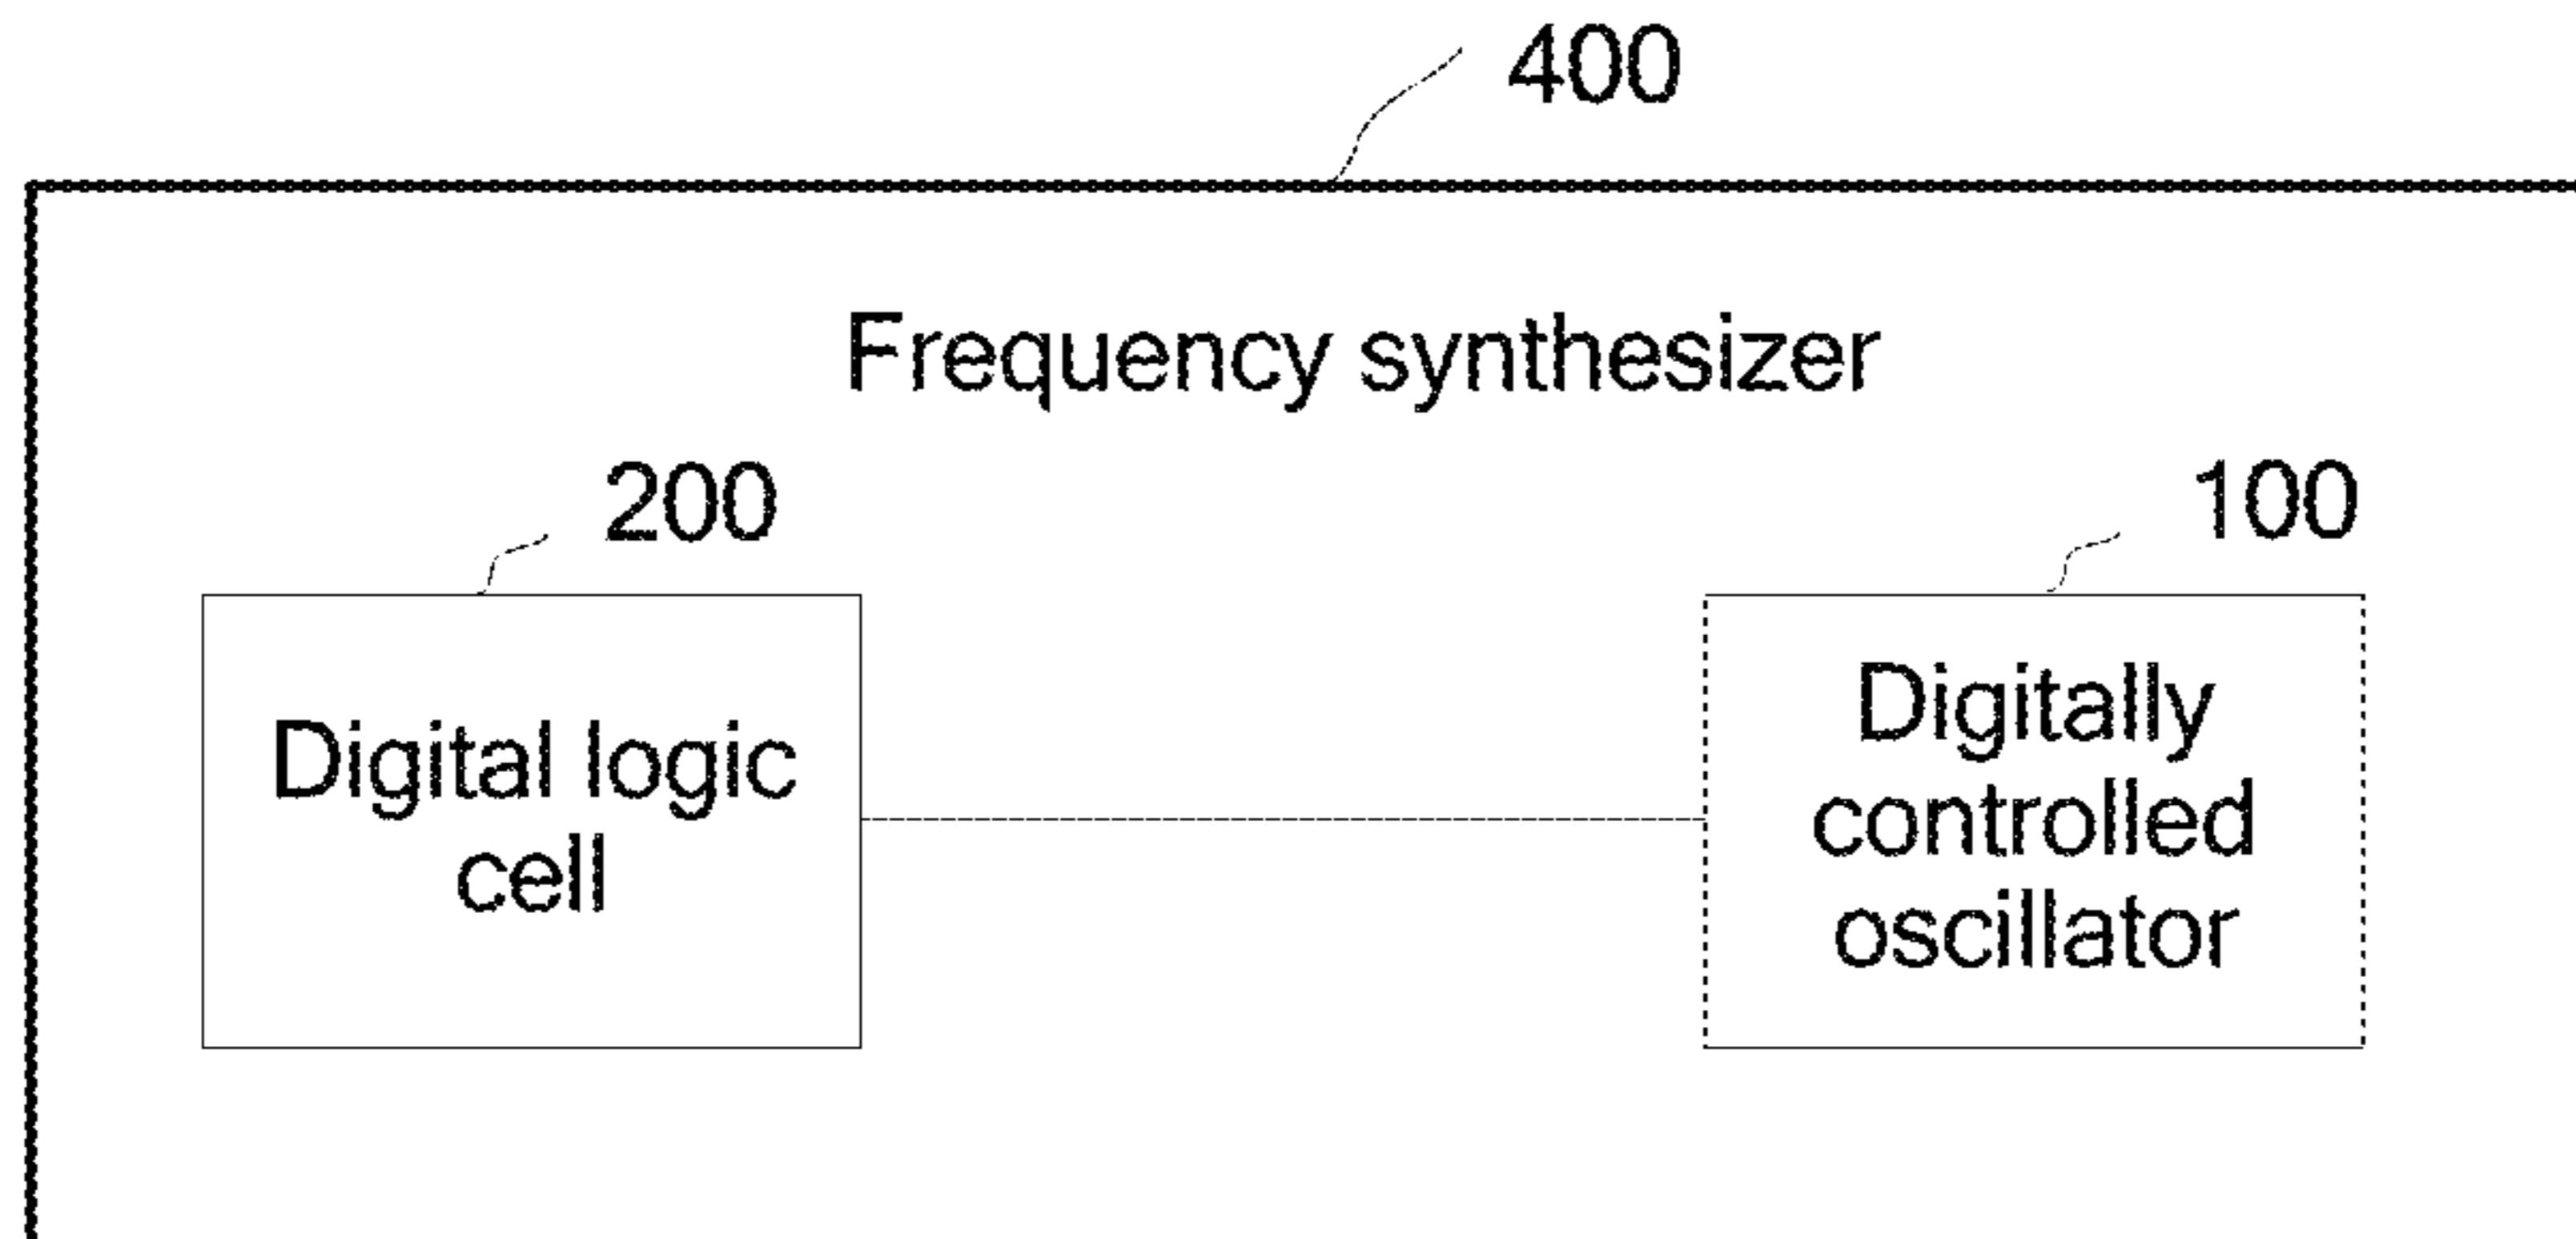 400
Frequency synthesizer
200
100
Digital logic
cell
Digitally
controlled
oscillator